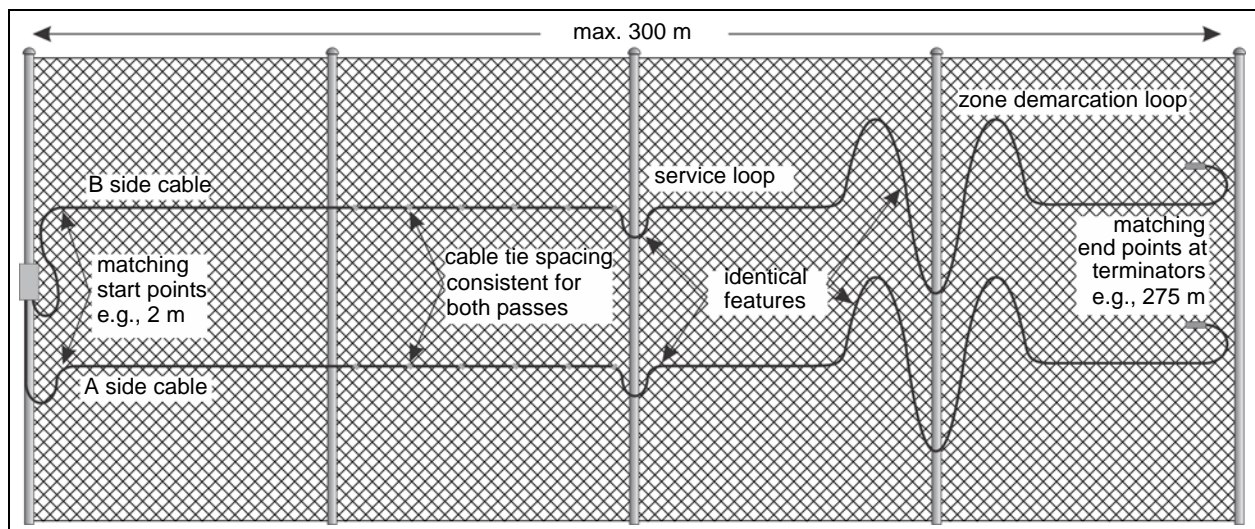 max. 300 m
zone demarcation loop
B side cable
service loop
matching
start points
e.g., 2 m
cable tie spacing
consistent for
both passes
identical
features
matching
end points at
terminators
e.g., 275 m
A side cable